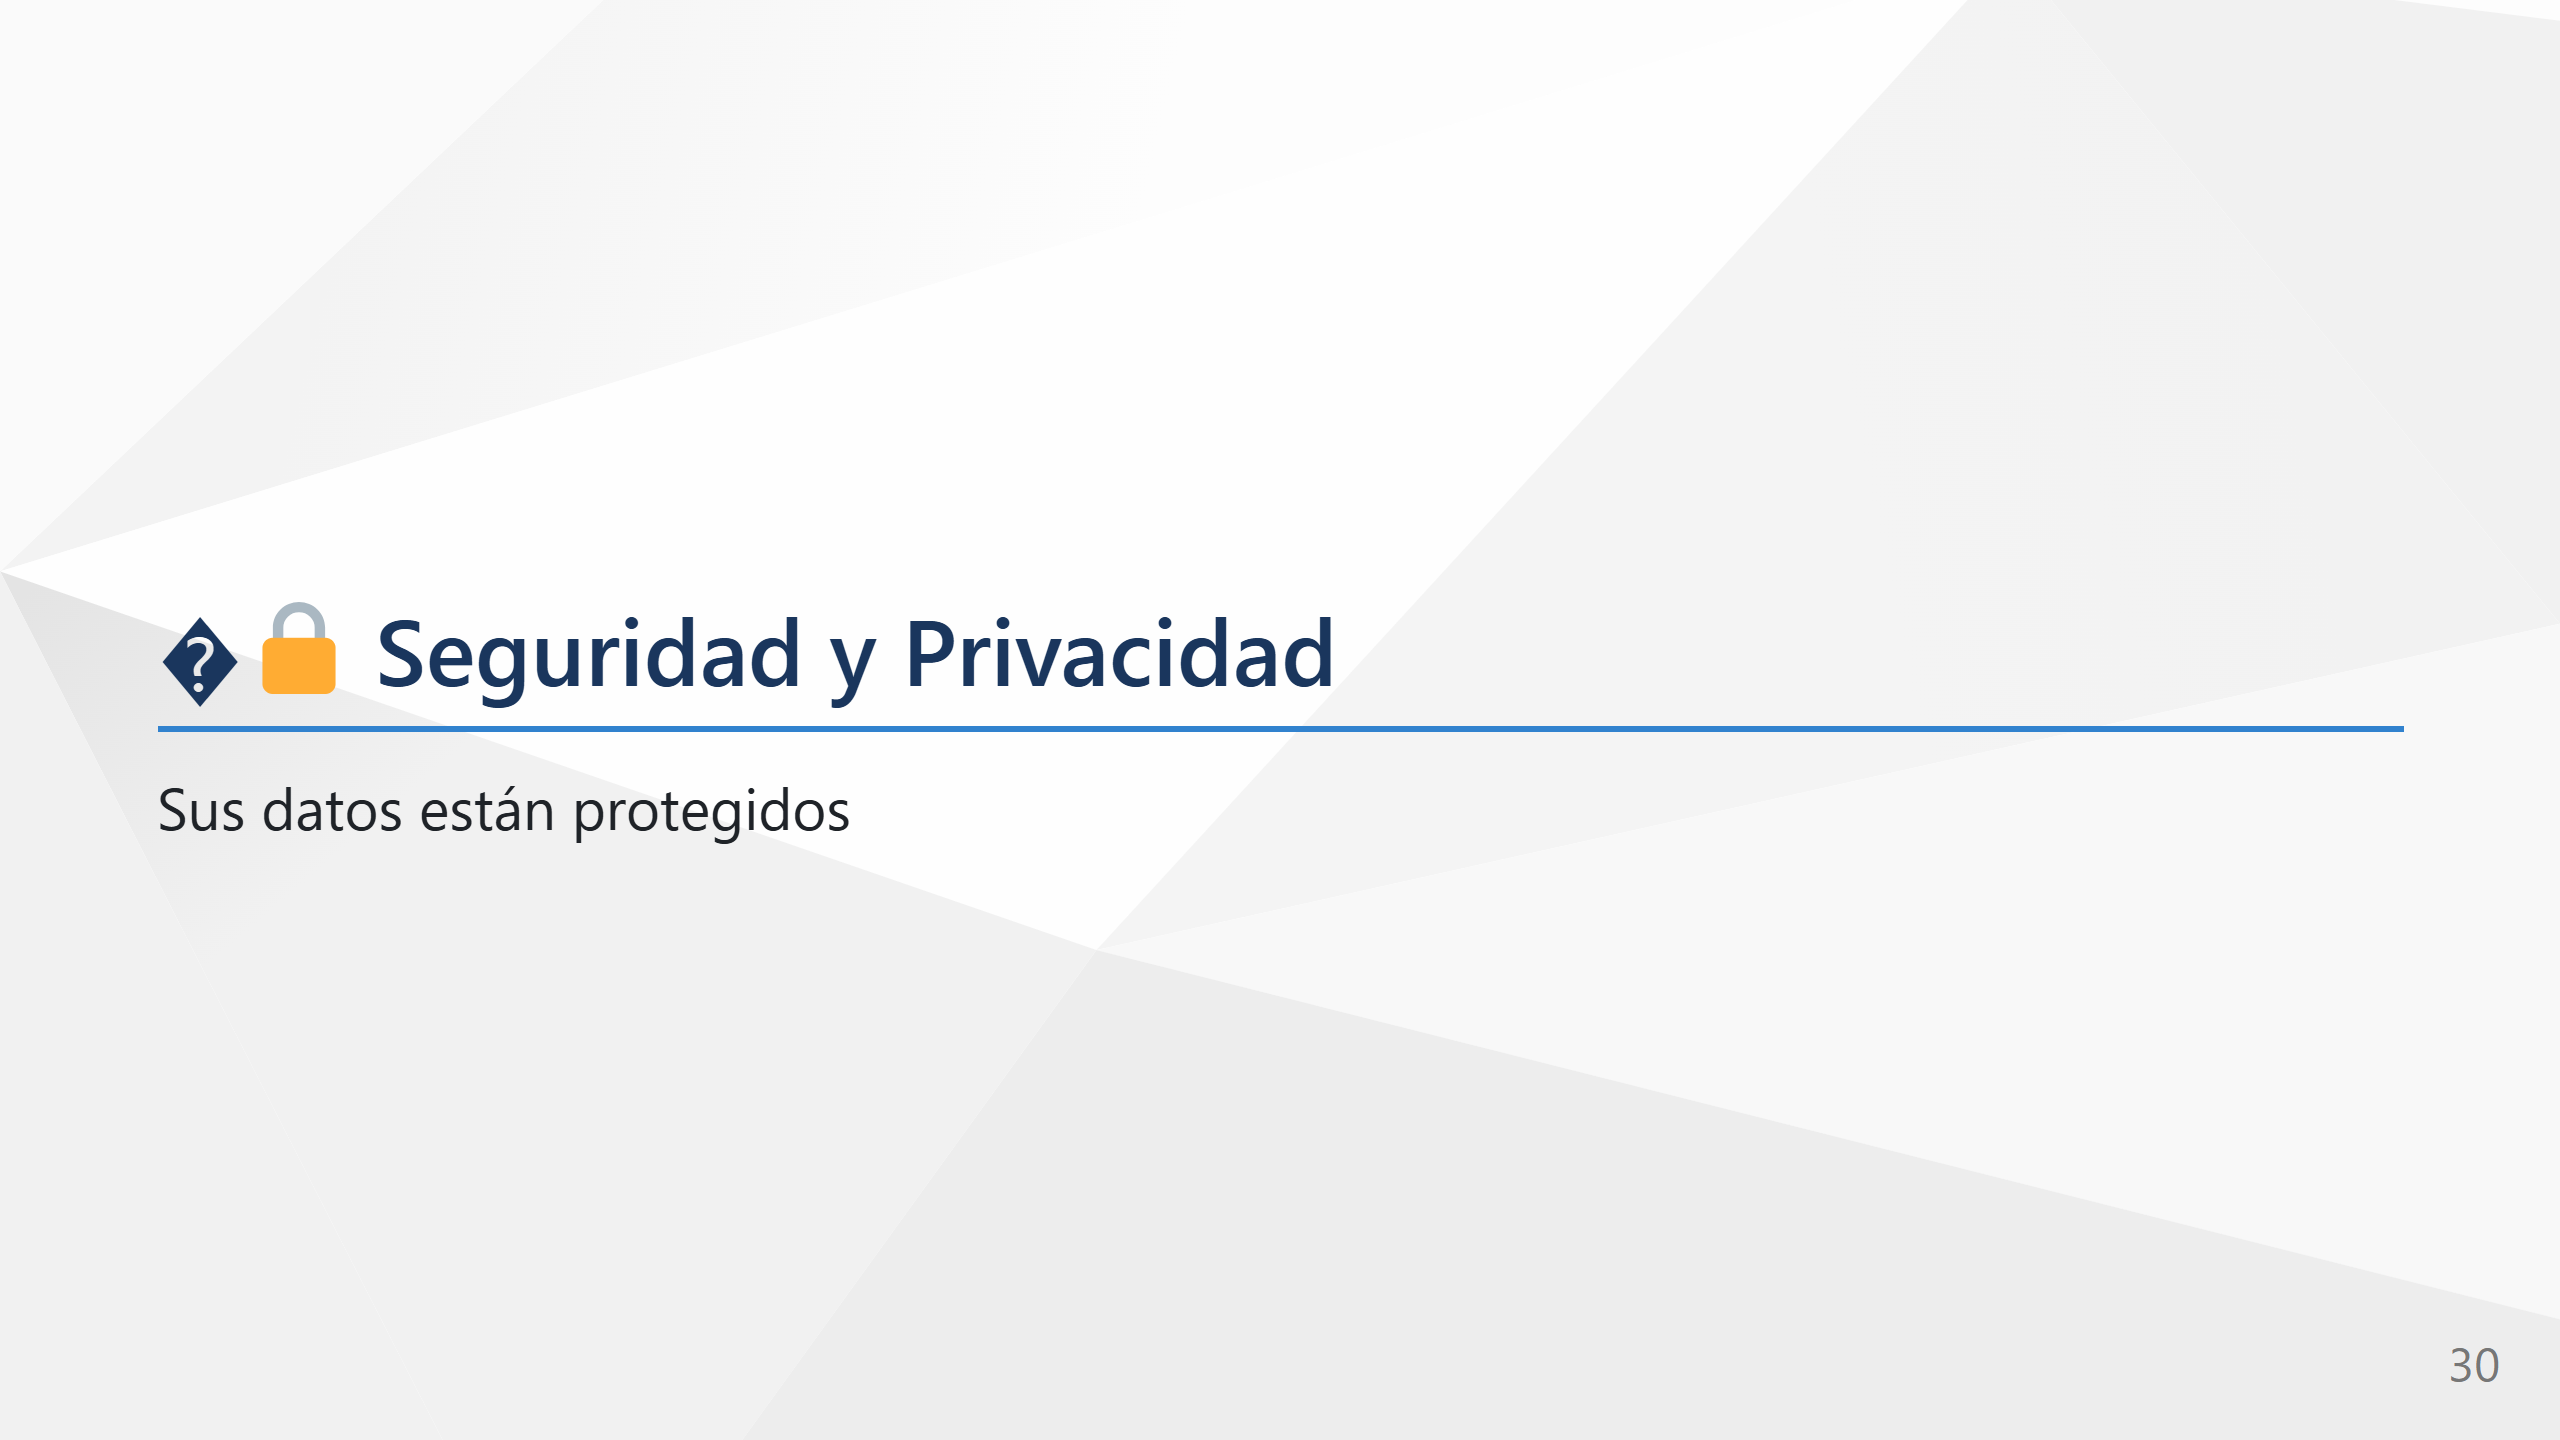 �🔒 Seguridad y Privacidad
Sus datos están protegidos
30